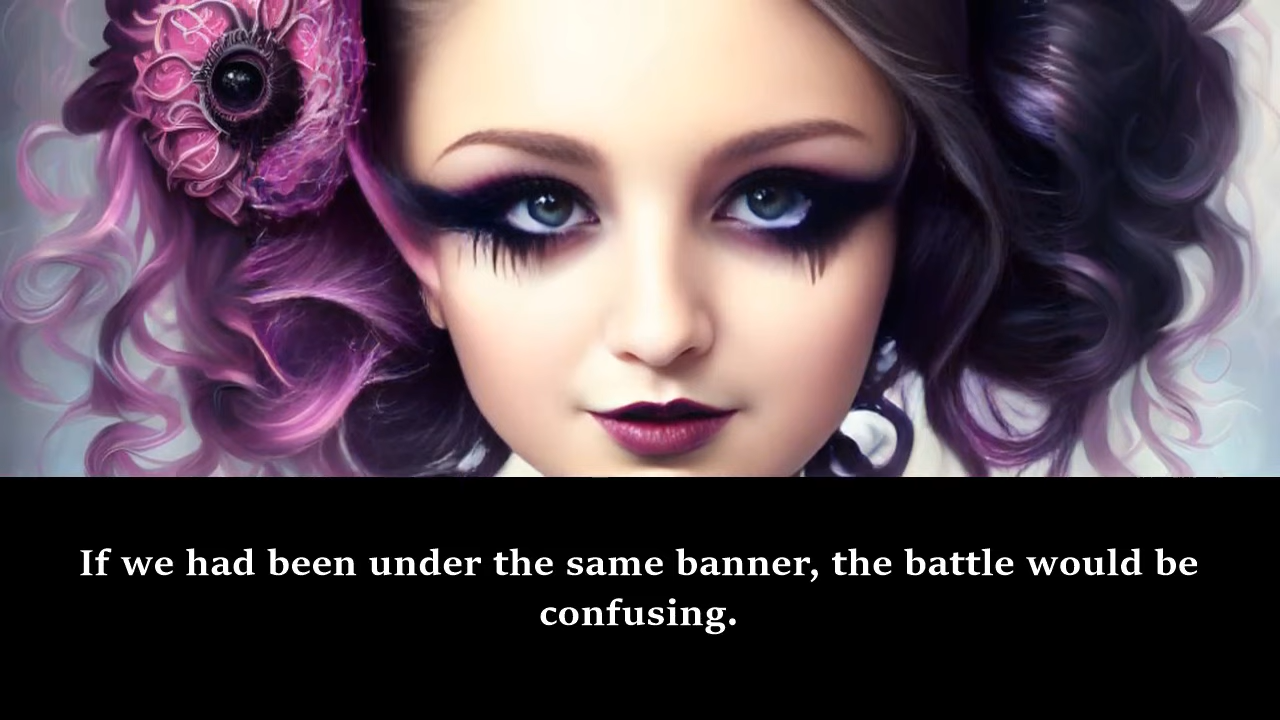 If we had been under the same banner, the battle would be
confusing.